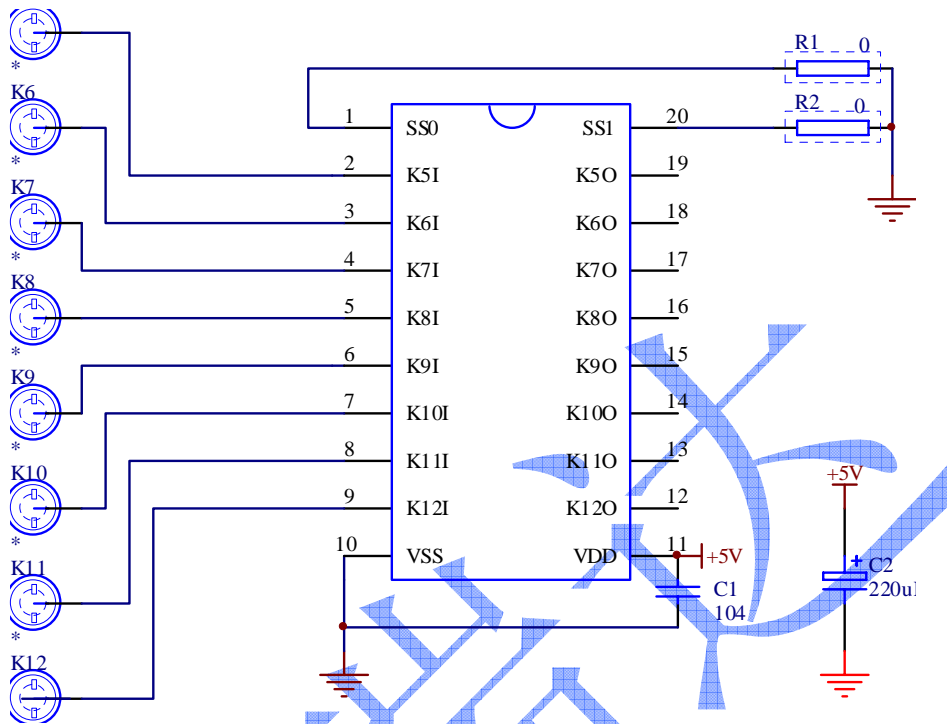 R1 0
R2 0
*
K6
*
K7
*
K8
*
K9
*
K10
*
K11
*
K12
1 SS0 SS1 20
2 K5I K5O 19
3 K6I K6O 18
4 K7I K7O 17
5 K8I K8O 16
6 K9I K9O 15
7 K10I K10O 14
8 K11I K11O 13
9 K12I K12O 12
10 VSS VDD 11
+5V
C1
104
+5V
+
C2
220u